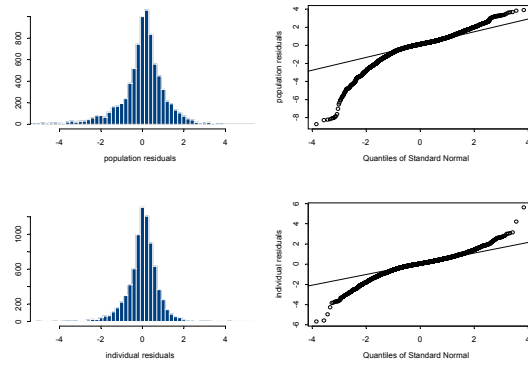 0 200 400 600 800
-4 -2 0 2 4
population residuals
-8 -6 -4 -2 0 2 4
population residuals
-4 -2 0 2 4
Quantiles of Standard Normal
0 200 600 1000
-4 -2 0 2 4
individual residuals
-6 -4 -2 0 2 4 6
individual residuals
-4 -2 0 2 4
Quantiles of Standard Normal